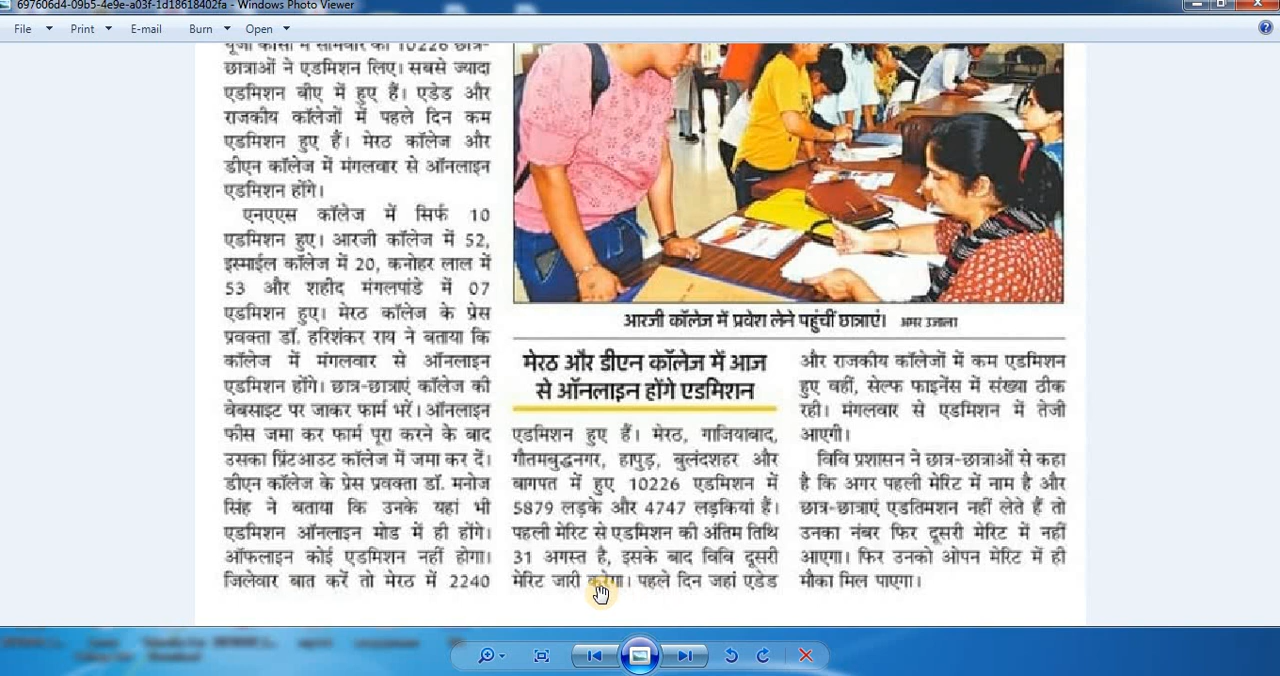 697606d4-09b5-4e9e-a03f-1d18618402fa - Windows Photo Viewer
File Print E-mail Burn Open
यूजी कोर्सों में सोमवार को 10226 छात्र-
छात्राओं ने एडमिशन लिए। सबसे ज्यादा
एडमिशन बीए में हुए हैं। एडेड और
राजकीय कॉलेजों में पहले दिन कम
एडमिशन हुए हैं। मेरठ कॉलेज और
डीएन कॉलेज में मंगलवार से ऑनलाइन
एडमिशन होंगे।
एनएएस कॉलेज में सिर्फ 10
एडमिशन हुए। आरजी कॉलेज में 52,
इस्माईल कॉलेज में 20, कनोहर लाल में
53 और शहीद मंगलपांडे में 07
एडमिशन हुए। मेरठ कॉलेज के प्रेस
प्रवक्ता डॉ. हरिशंकर राय ने बताया कि
कॉलेज में मंगलवार से ऑनलाइन
एडमिशन होंगे। छात्र-छात्राएं कॉलेज की
वेबसाइट पर जाकर फार्म भरें। ऑनलाइन
फीस जमा कर फार्म पूरा करने के बाद
उसका प्रिंटआउट कॉलेज में जमा कर दें।
डीएन कॉलेज के प्रेस प्रवक्ता डॉ. मनोज
सिंह ने बताया कि उनके यहां भी
एडमिशन ऑनलाइन मोड में ही होंगे।
ऑफलाइन कोई एडमिशन नहीं होगा।
जिलेवार बात करें तो मेरठ में 2240
आरजी कॉलेज में प्रवेश लेने पहुंचीं छात्राएं। अमर उजाला
मेरठ और डीएन कॉलेज में आज
से ऑनलाइन होंगे एडमिशन
एडमिशन हुए हैं। मेरठ, गाजियाबाद,
गौतमबुद्धनगर, हापुड़, बुलंदशहर और
बागपत में हुए 10226 एडमिशन में
5879 लड़के और 4747 लड़कियां हैं।
पहली मेरिट से एडमिशन की अंतिम तिथि
31 अगस्त है, इसके बाद विवि दूसरी
मेरिट जारी करेगा। पहले दिन जहां एडेड
और राजकीय कॉलेजों में कम एडमिशन
हुए वहीं, सेल्फ फाइनेंस में संख्या ठीक
रही। मंगलवार से एडमिशन में तेजी
आएगी।
विवि प्रशासन ने छात्र-छात्राओं से कहा
है कि अगर पहली मेरिट में नाम है और
छात्र-छात्राएं एडतिमशन नहीं लेते हैं तो
उनका नंबर फिर दूसरी मेरिट में नहीं
आएगा। फिर उनको ओपन मेरिट में ही
मौका मिल पाएगा।